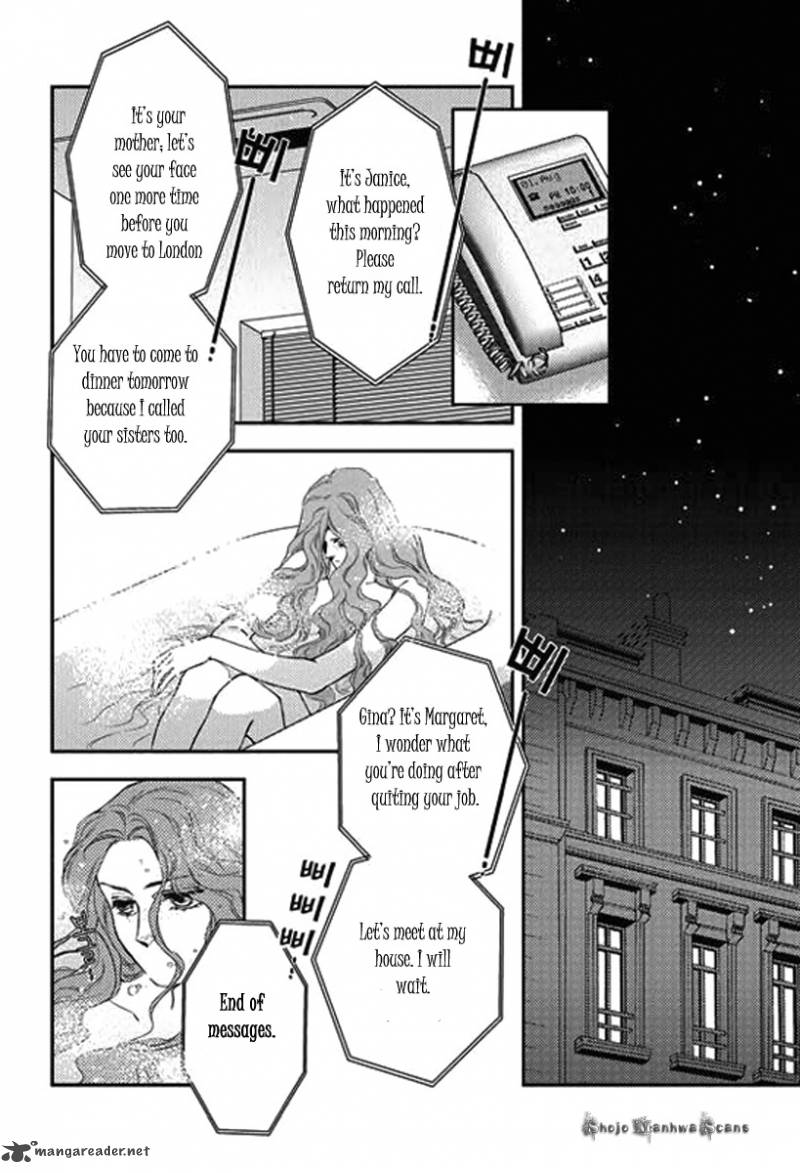 삐
It's Janice,
what happened
this morning?
Please
return my call.
삐
It's your
mother; let's
see your face
one more time
before you
move to London
You have to come to
dinner tomorrow
because I called
your sisters too.
삐
Gina? It's Margaret,
I wonder what
you're doing after
quiting your job.
Let's meet at my
house. I will
wait.
삐
삐
삐
End of
messages.
Shojo Manhwa Scans
mangareader.net